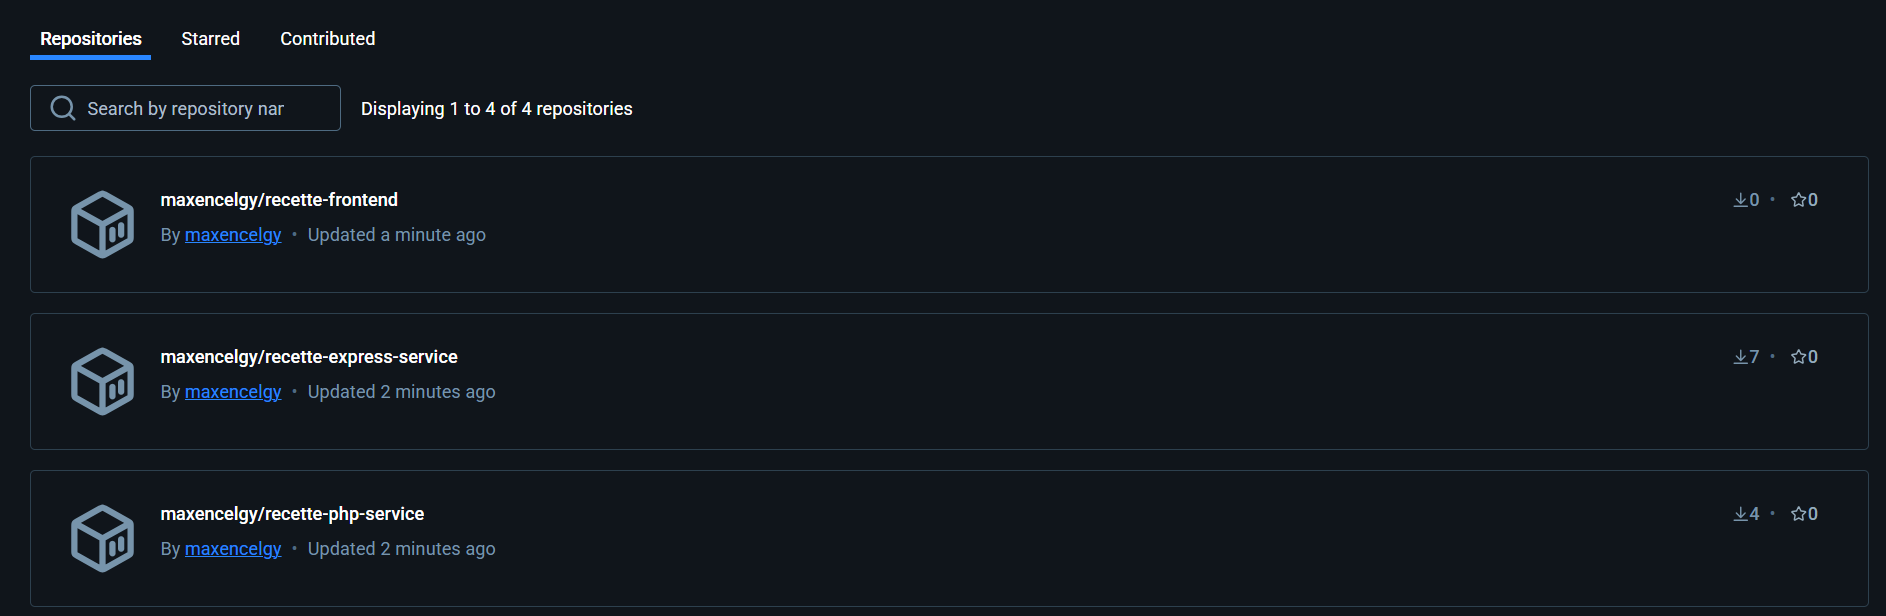 Repositories Starred Contributed
Search by repository nar Displaying 1 to 4 of 4 repositories
maxencelgy/recette-frontend 0 • 0
By maxencelgy • Updated a minute ago
maxencelgy/recette-express-service 7 • 0
By maxencelgy • Updated 2 minutes ago
maxencelgy/recette-php-service 4 • 0
By maxencelgy • Updated 2 minutes ago